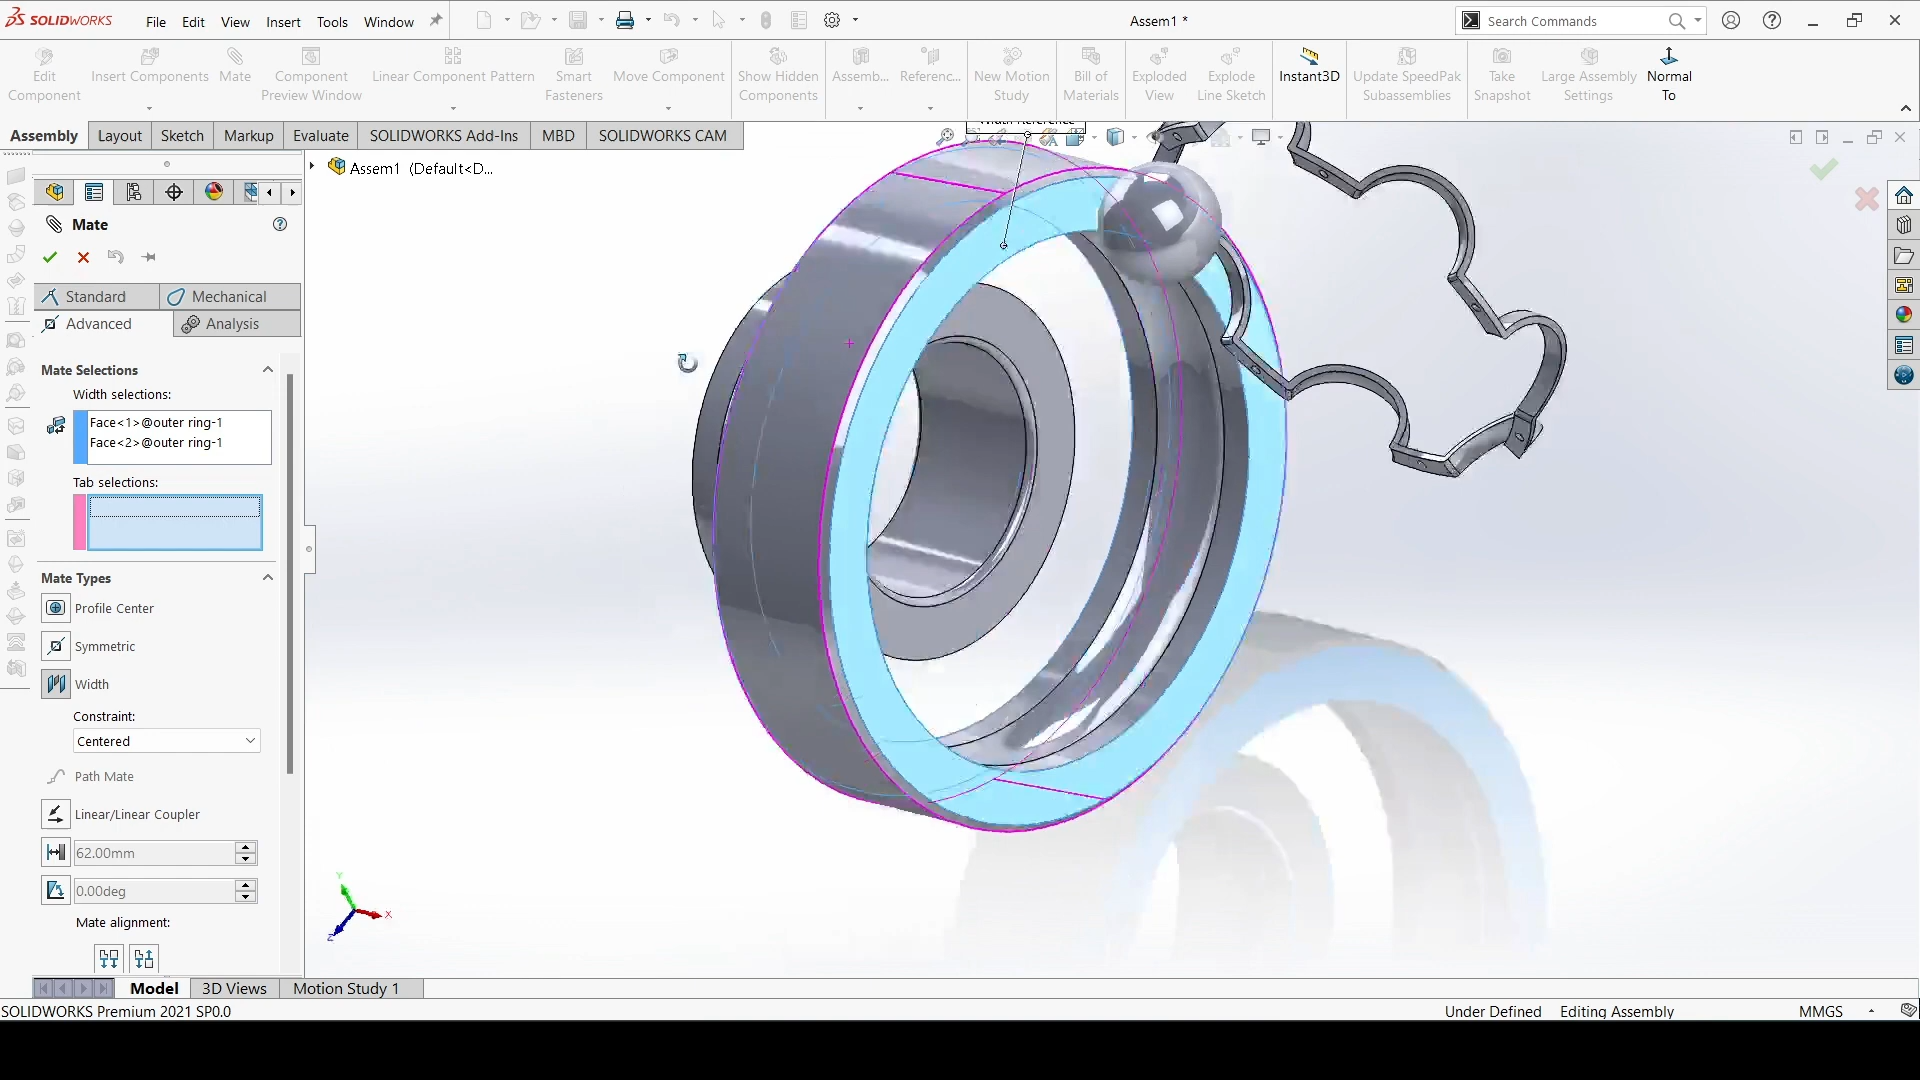 SOLIDWORKS
File Edit View Insert Tools Window
Assem1 *
Search Commands
Edit Component
Insert Components
Mate
Component Preview Window
Linear Component Pattern
Smart Fasteners
Move Component
Show Hidden Components
Assemb...
Referenc...
New Motion Study
Bill of Materials
Exploded View
Explode Line Sketch
Instant3D
Update SpeedPak Subassemblies
Take Snapshot
Large Assembly Settings
Normal To
Assembly Layout Sketch Markup Evaluate SOLIDWORKS Add-Ins MBD SOLIDWORKS CAM
Width Reference
Assem1 (Default<D...
Mate
Standard Mechanical
Advanced Analysis
Mate Selections
Width selections:
Face<1>@outer ring-1
Face<2>@outer ring-1
Tab selections:
Mate Types
Profile Center
Symmetric
Width
Constraint:
Centered
Path Mate
Linear/Linear Coupler
62.00mm
0.00deg
Mate alignment:
Y
X
Z
Model 3D Views Motion Study 1
SOLIDWORKS Premium 2021 SP0.0
Under Defined Editing Assembly MMGS